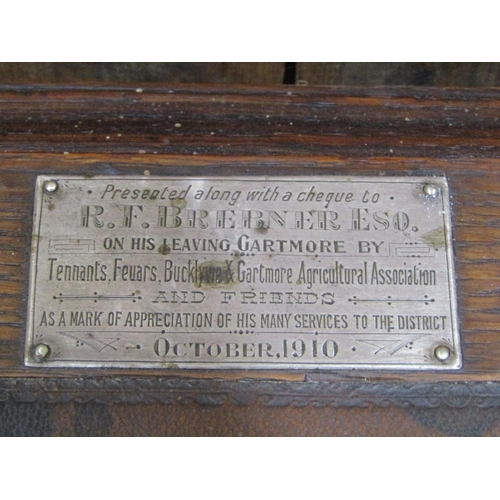 Presented along with a cheque to
R. F. BREBNER ESQ.
ON HIS LEAVING GARTMORE BY
Tennants, Feuars, Bucklyvie & Gartmore Agricultural Association
AND FRIENDS
AS A MARK OF APPRECIATION OF HIS MANY SERVICES TO THE DISTRICT
OCTOBER, 1910